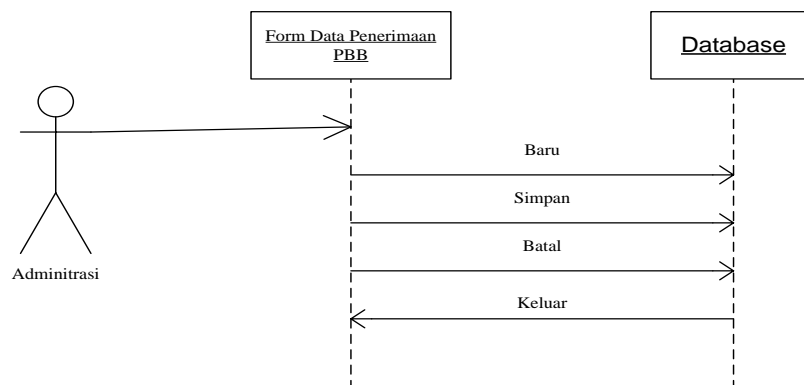 Form Data Penerimaan
PBB
Database
Baru
Simpan
Batal
Adminitrasi
Keluar